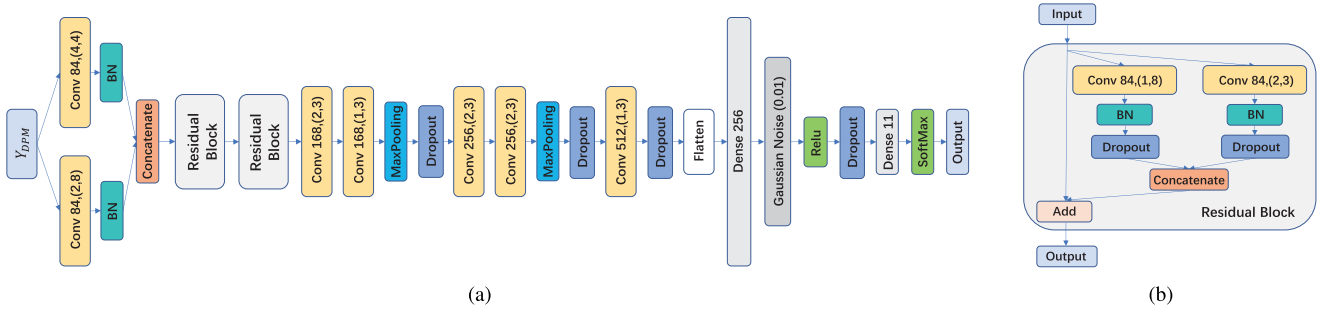 Y_DPM
Conv 84,(4,4)
BN
Conv 84,(2,8)
BN
Concatenate
Residual
Block
Residual
Block
Conv 168,(2,3)
Conv 168,(1,3)
MaxPooling
Dropout
Conv 256,(2,3)
Conv 256,(2,3)
MaxPooling
Dropout
Conv 512,(1,3)
Dropout
Flatten
Dense 256
Gaussian Noise (0.01)
Relu
Dropout
Dense 11
SoftMax
Output
(a)
Input
Conv 84,(1,8)
Conv 84,(2,3)
BN
BN
Dropout
Dropout
Concatenate
Add
Residual Block
Output
(b)